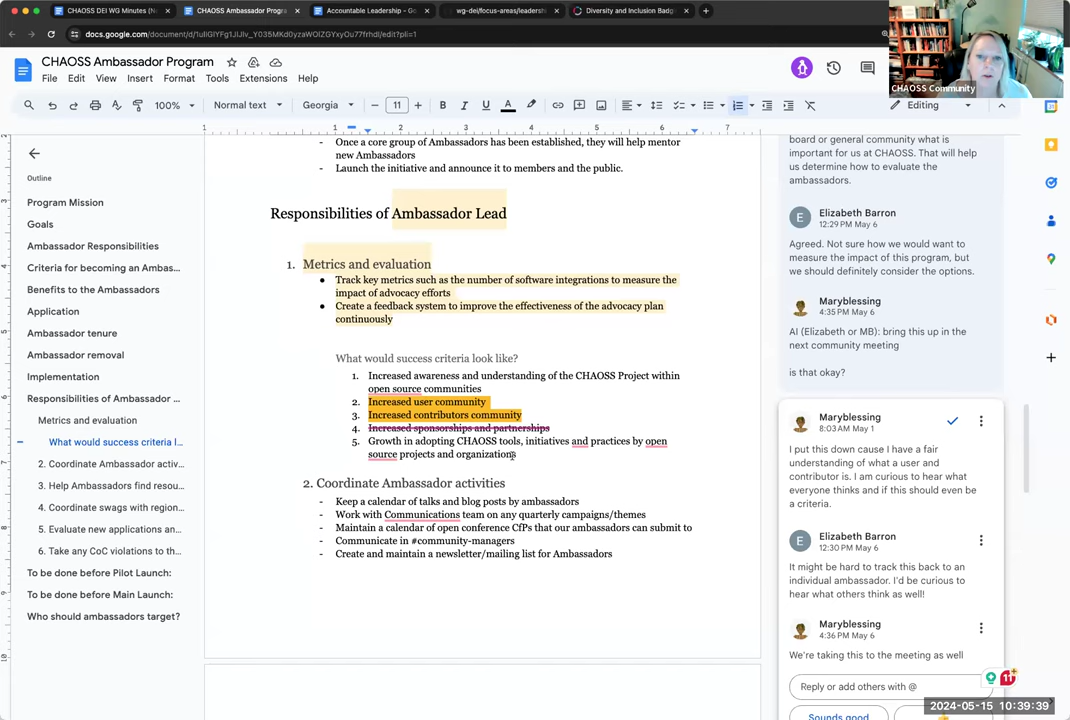 CHAOSS DEI WG Minutes (N
CHAOSS Ambassador Progra
Accountable Leadership - Go
wg-dei/focus-areas/leadersh
Diversity and Inclusion Badg
docs.google.com/document/d/
CHAOSS Ambassador Program
File Edit View Insert Format Tools Extensions Help
CHAOSS Community
100% Normal text Georgia 11 Editing
1 1 2 3 4 5 6 7
Outline
Program Mission
Goals
Ambassador Responsibilities
Criteria for becoming an Ambas...
Benefits to the Ambassadors
Application
Ambassador tenure
Ambassador removal
Implementation
Responsibilities of Ambassador ...
Metrics and evaluation
What would success criteria l...
2. Coordinate Ambassador activ...
3. Help Ambassadors find resou...
4. Coordinate swags with region...
5. Evaluate new applications an...
6. Take any CoC violations to th...
To be done before Pilot Launch:
To be done before Main Launch:
Who should ambassadors target?
- Once a core group of Ambassadors has been established, they will help mentor
new Ambassadors
- Launch the initiative and announce it to members and the public.
Responsibilities of Ambassador Lead
1. Metrics and evaluation
● Track key metrics such as the number of software integrations to measure the
impact of advocacy efforts
● Create a feedback system to improve the effectiveness of the advocacy plan
continuously
What would success criteria look like?
1. Increased awareness and understanding of the CHAOSS Project within
open source communities
2. Increased user community
3. Increased contributors community
4. Increased sponsorships and partnerships
5. Growth in adopting CHAOSS tools, initiatives and practices by open
source projects and organizations
2. Coordinate Ambassador activities
- Keep a calendar of talks and blog posts by ambassadors
- Work with Communications team on any quarterly campaigns/themes
- Maintain a calendar of open conference CfPs that our ambassadors can submit to
- Communicate in #community-managers
- Create and maintain a newsletter/mailing list for Ambassadors
board or general community what is
important for us at CHAOSS. That will help
us determine how to evaluate the
ambassadors.
E
Elizabeth Barron
12:29 PM May 6
Agreed. Not sure how we would want to
measure the impact of this program, but
we should definitely consider the options.
Maryblessing
4:35 PM May 6
AI (Elizabeth or MB): bring this up in the
next community meeting
is that okay?
Maryblessing
8:03 AM May 1
I put this down cause I have a fair
understanding of what a user and
contributor is. I am curious to hear what
everyone thinks and if this should even be
a criteria.
E
Elizabeth Barron
12:30 PM May 6
It might be hard to track this back to an
individual ambassador. I'd be curious to
hear what others think as well!
Maryblessing
4:36 PM May 6
We're taking this to the meeting as well
Reply or add others with @
11
Sounds good
2024-05-15 10:39:39